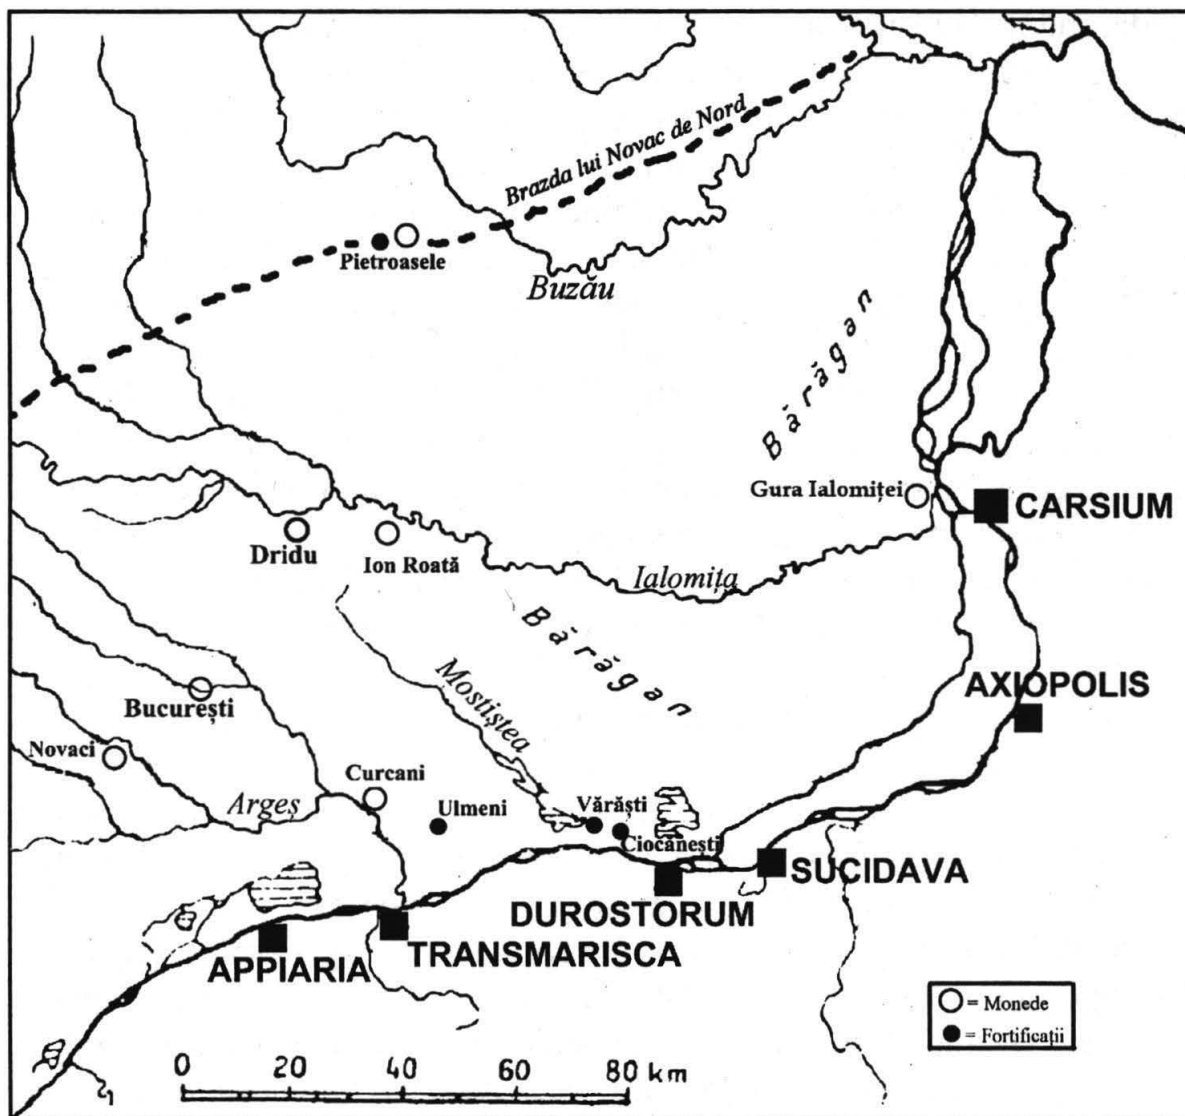 Brazda lui Novac de Nord
Pietroasele
Buzău
Bărăgan
Gura Ialomiței
CARSIUM
Dridu
Ion Roată
Ialomița
Bărăgan
Mostiștea
AXIOPOLIS
București
Novaci
Curcani
Argeș
Ulmeni
Vărăști
Ciocănești
SUCIDAVA
DUROSTORUM
TRANSMARISCA
APPIARIA
= Monede
= Fortificații
0 20 40 60 80 km